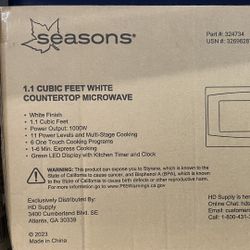 seasons®
Part #: 324734
USN #:
1.1 CUBIC FEET WHITE
COUNTERTOP MICROWAVE
• White Finish
• 1.1 Cubic Feet
• Power Output: 1000W
• 11 Power Levels and Multi-Stage Cooking
• 6 One Touch Cooking Programs
• 1-6 Min. Express Cooking
• Green LED Display with Kitchen Timer and Clock
WARNING: This product can expose you to Styrene, which is known to the
State of California to cause cancer, and Bisphenol A (BPA), which is known to the
State of California to cause birth defects or other reproductive
harm. For more information go to www.P65Warnings.ca.gov.
Exclusively Distributed By:
HD Supply
3400 Cumberland Blvd. SE
Atlanta, GA 30339
© 2023
Made in China
HD Supply is
Online Chat:
Email:
Call: 1-800-431-